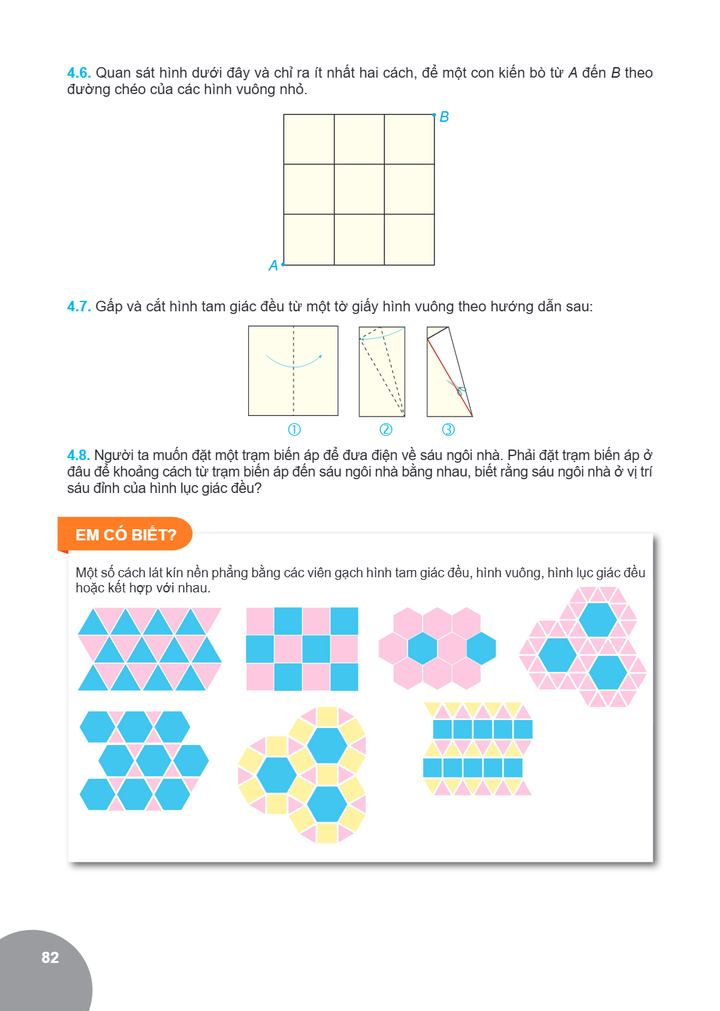 4.6. Quan sát hình dưới đây và chỉ ra ít nhất hai cách, để một con kiến bò từ A đến B theo
đường chéo của các hình vuông nhỏ.
B
A
4.7. Gấp và cắt hình tam giác đều từ một tờ giấy hình vuông theo hướng dẫn sau:
① ② ③
4.8. Người ta muốn đặt một trạm biến áp để đưa điện về sáu ngôi nhà. Phải đặt trạm biến áp ở
đâu để khoảng cách từ trạm biến áp đến sáu ngôi nhà bằng nhau, biết rằng sáu ngôi nhà ở vị trí
sáu đỉnh của hình lục giác đều?
EM CÓ BIẾT?
Một số cách lát kín nền phẳng bằng các viên gạch hình tam giác đều, hình vuông, hình lục giác đều
hoặc kết hợp với nhau.
82